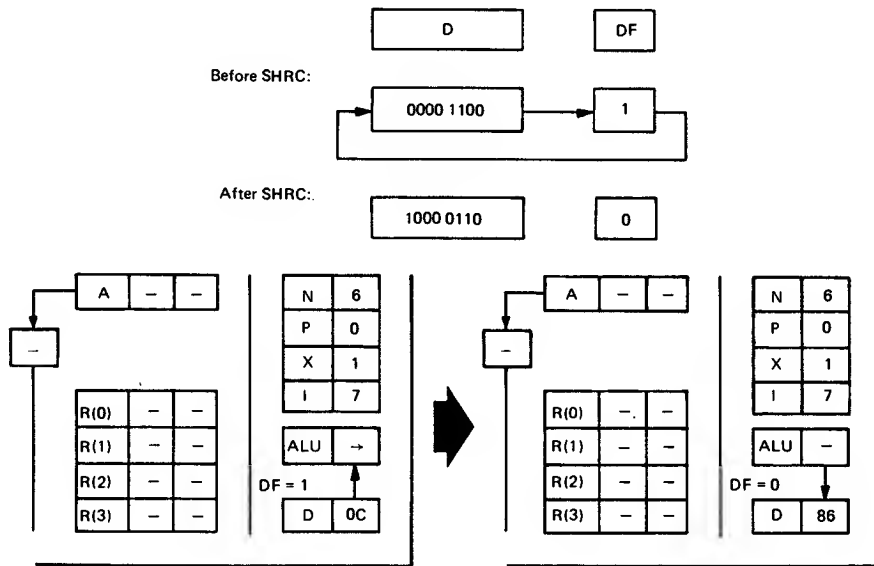 D DF
Before SHRC:
0000 1100 1
After SHRC:
1000 0110 0
A – –
–
N 6
P 0
X 1
I 7
R(0) – –
R(1) – –
R(2) – –
R(3) – –
ALU →
DF = 1
D 0C
A – –
–
N 6
P 0
X 1
I 7
R(0) – –
R(1) – –
R(2) – –
R(3) – –
ALU –
DF = 0
D 86